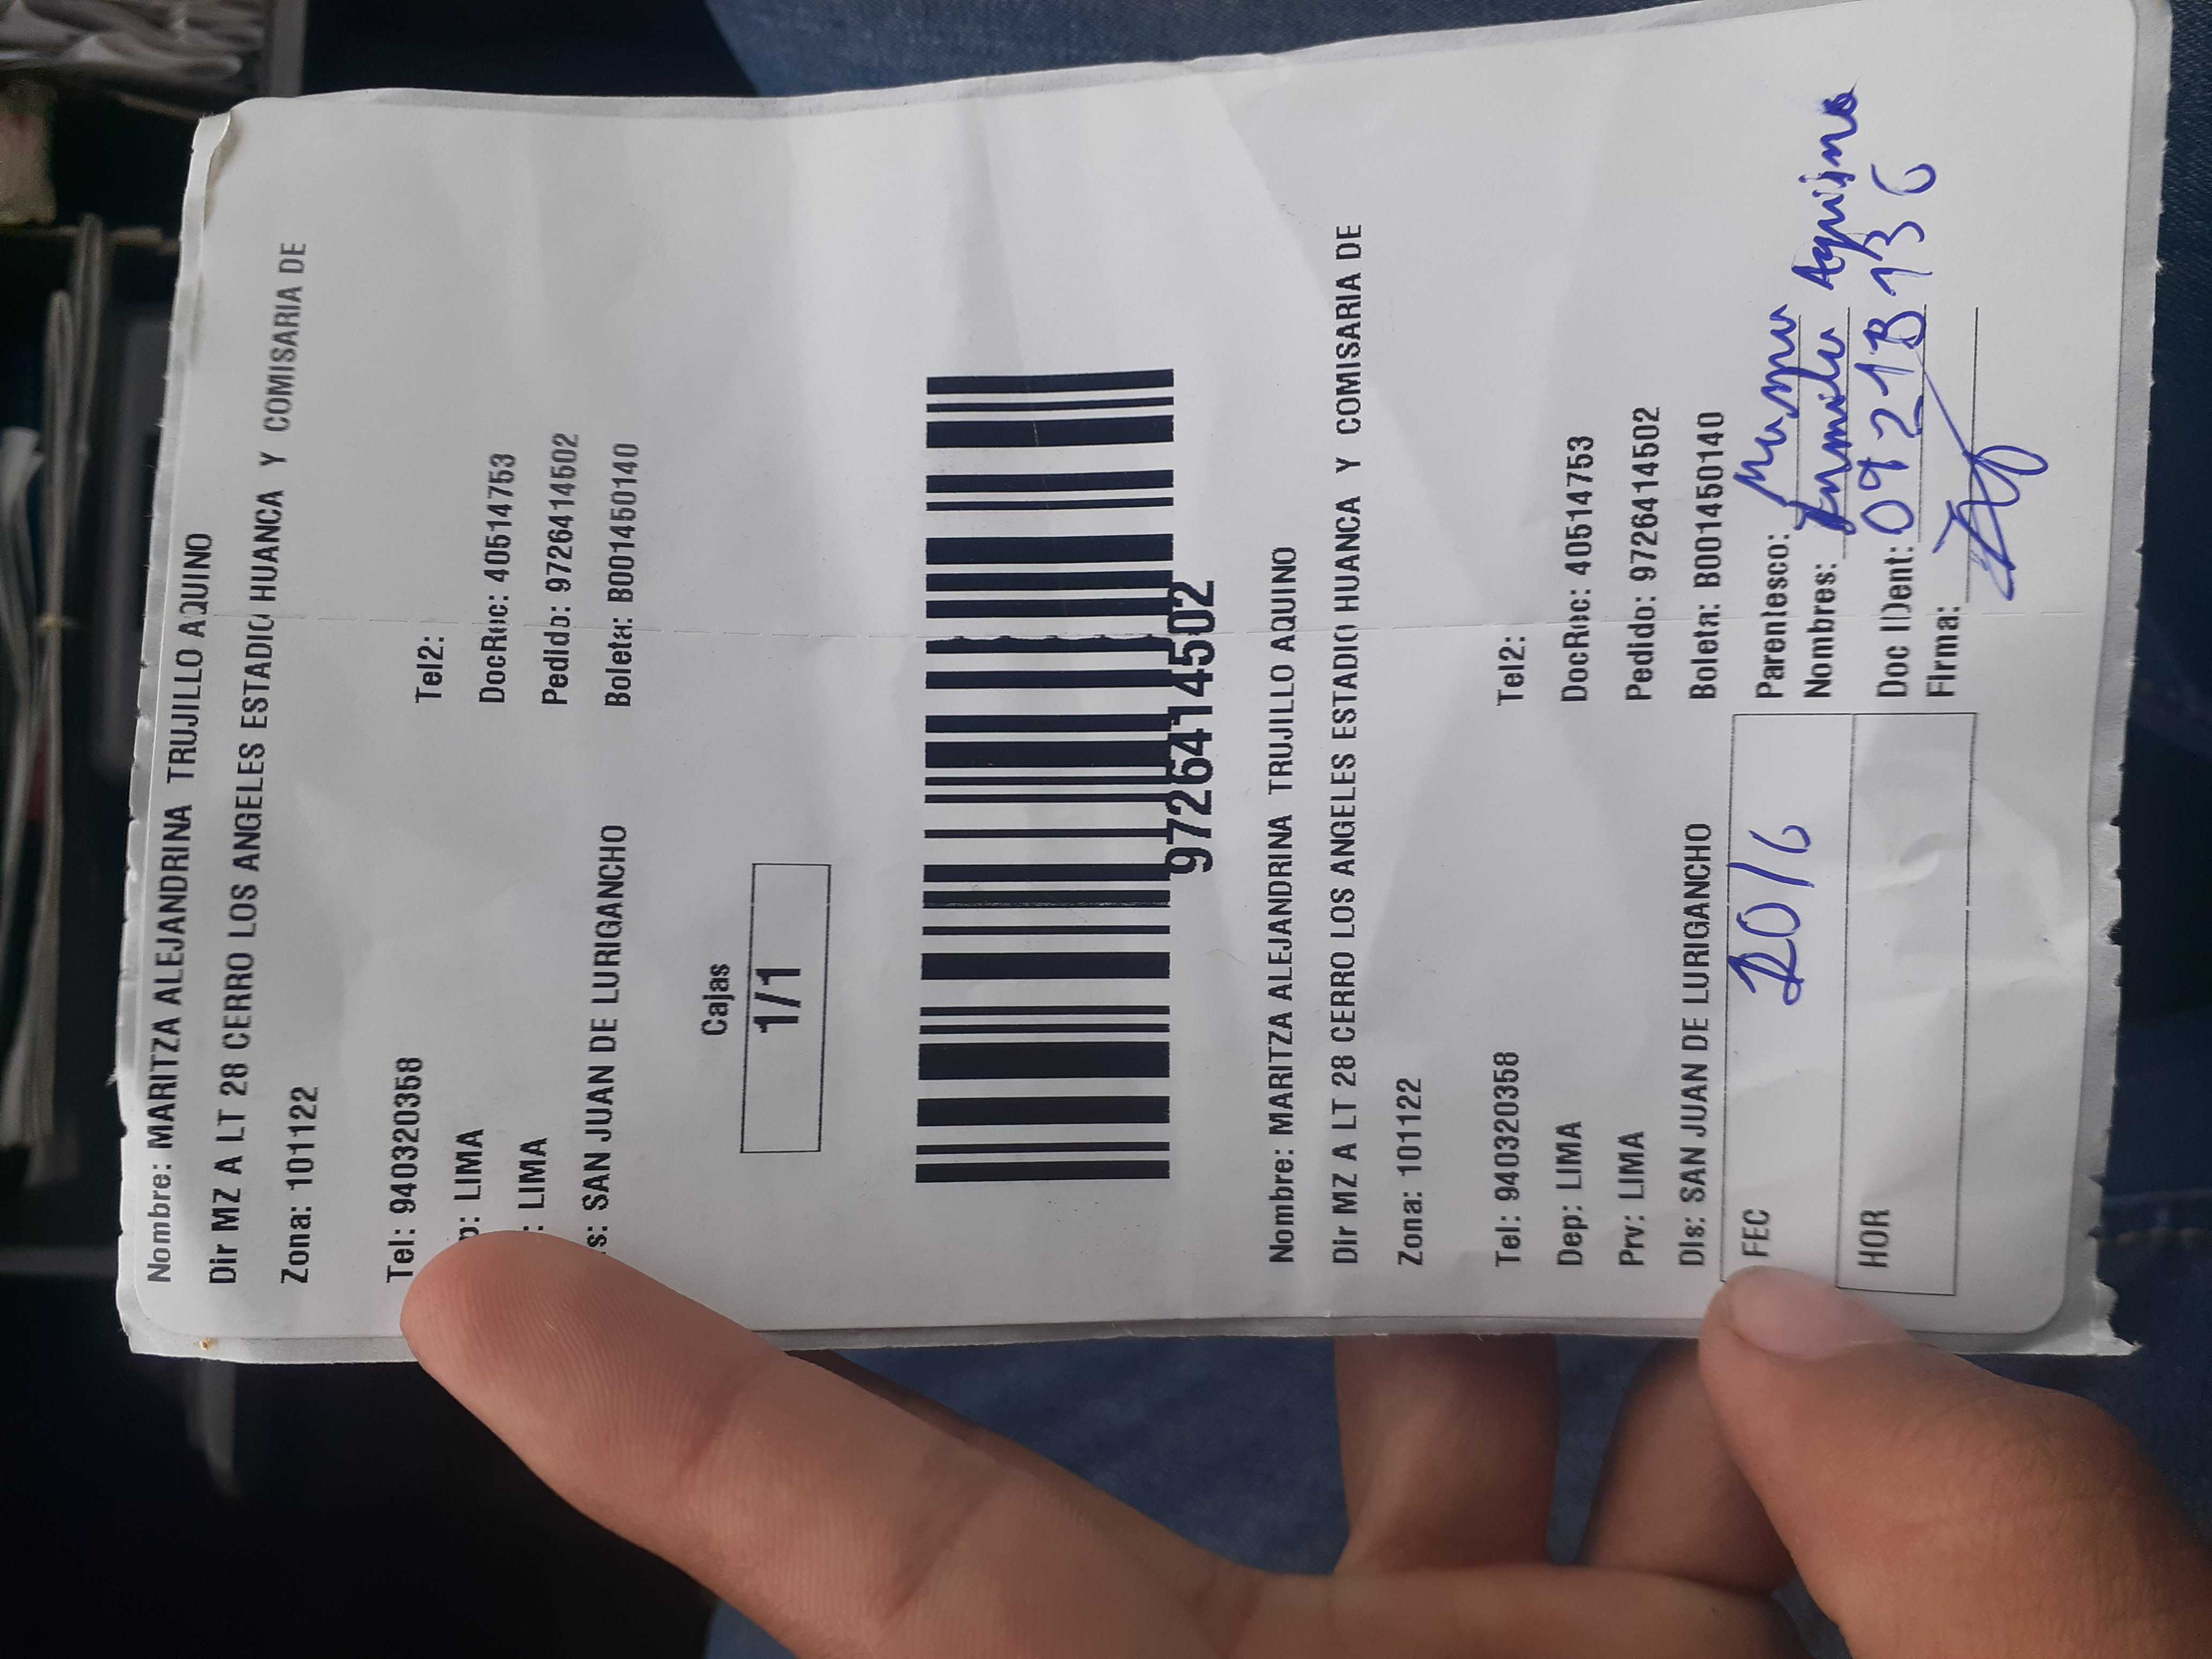 Nombre: MARITZA ALEJANDRINA TRUJILLO AQUINO
Dir MZ A LT 28 CERRO LOS ANGELES ESTADIO HUANCA Y COMISARIA DE
Zona: 101122
Tel: 940320358 Tel2:
p: LIMA DocRec: 40514753
: LIMA Pedido: 972641450​2
s: SAN JUAN DE LURIGANCHO Boleta: B001450140
Cajas
1/1
9726414502
Nombre: MARITZA ALEJANDRINA TRUJILLO AQUINO
Dir MZ A LT 28 CERRO LOS ANGELES ESTADIO HUANCA Y COMISARIA DE
Zona: 101122
Tel: 940320358 Tel2:
Dep: LIMA DocRec: 40514753
Prv: LIMA Pedido: 9726414502
Dis: SAN JUAN DE LURIGANCHO Boleta: B001450140
FEC 20/6 Parentesco:
Nombres: Aquino
HOR Doc IDent:
Firma: